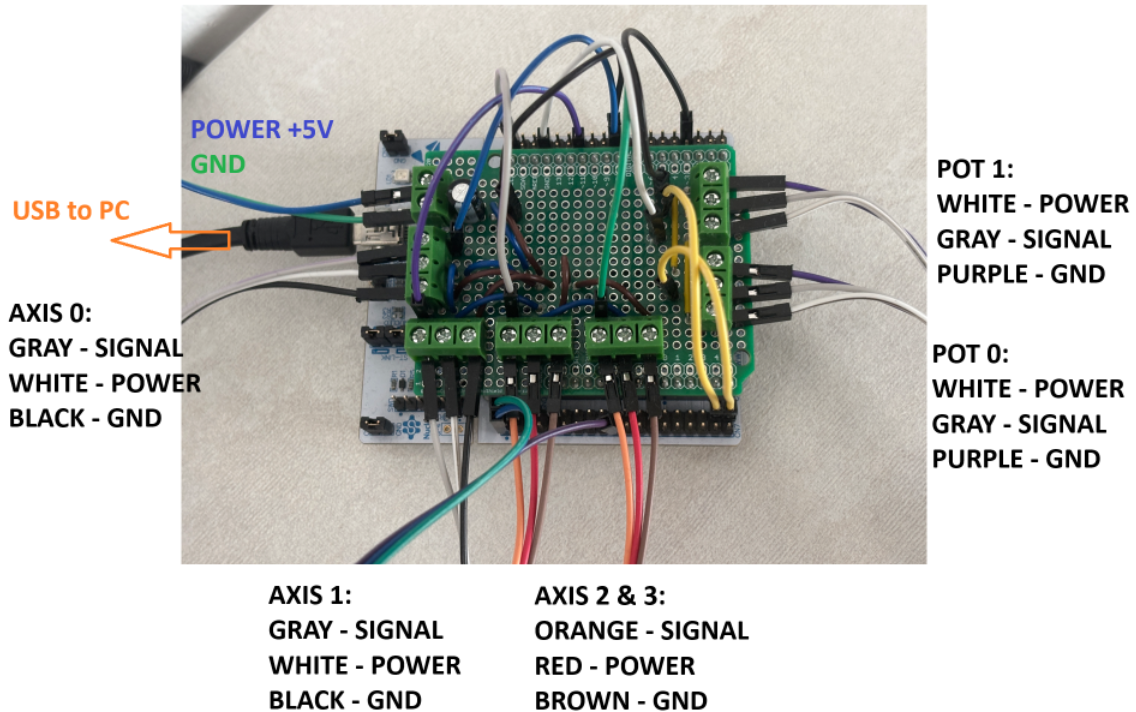 POWER +5V
GND
USB to PC
AXIS 0:
GRAY - SIGNAL
WHITE - POWER
BLACK - GND
POT 1:
WHITE - POWER
GRAY - SIGNAL
PURPLE - GND
POT 0:
WHITE - POWER
GRAY - SIGNAL
PURPLE - GND
AXIS 1:
GRAY - SIGNAL
WHITE - POWER
BLACK - GND
AXIS 2 & 3:
ORANGE - SIGNAL
RED - POWER
BROWN - GND